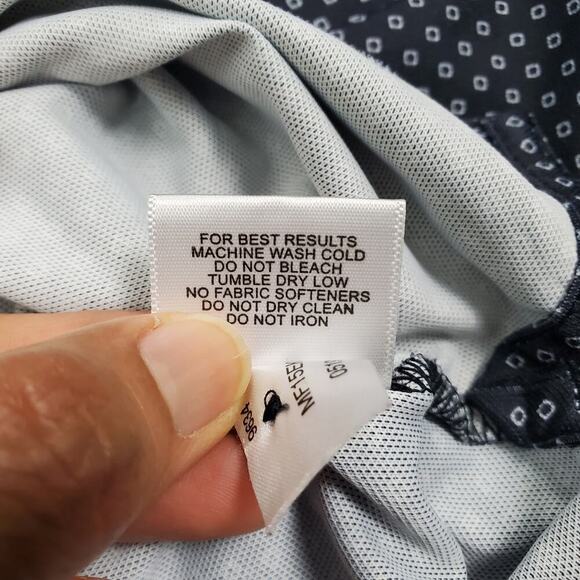 FOR BEST RESULTS
MACHINE WASH COLD
DO NOT BLEACH
TUMBLE DRY LOW
NO FABRIC SOFTENERS
DO NOT DRY CLEAN
DO NOT IRON